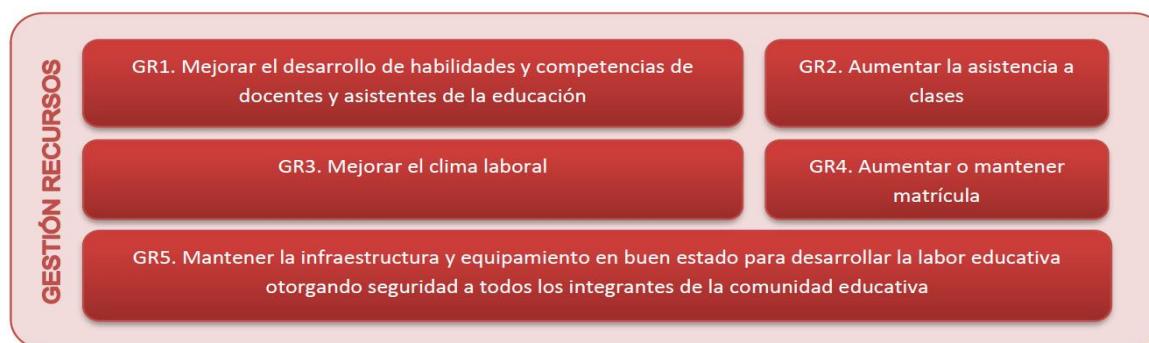 GESTIÓN RECURSOS
GR1. Mejorar el desarrollo de habilidades y competencias de
docentes y asistentes de la educación
GR2. Aumentar la asistencia a
clases
GR3. Mejorar el clima laboral
GR4. Aumentar o mantener
matrícula
GR5. Mantener la infraestructura y equipamiento en buen estado para desarrollar la labor educativa
otorgando seguridad a todos los integrantes de la comunidad educativa